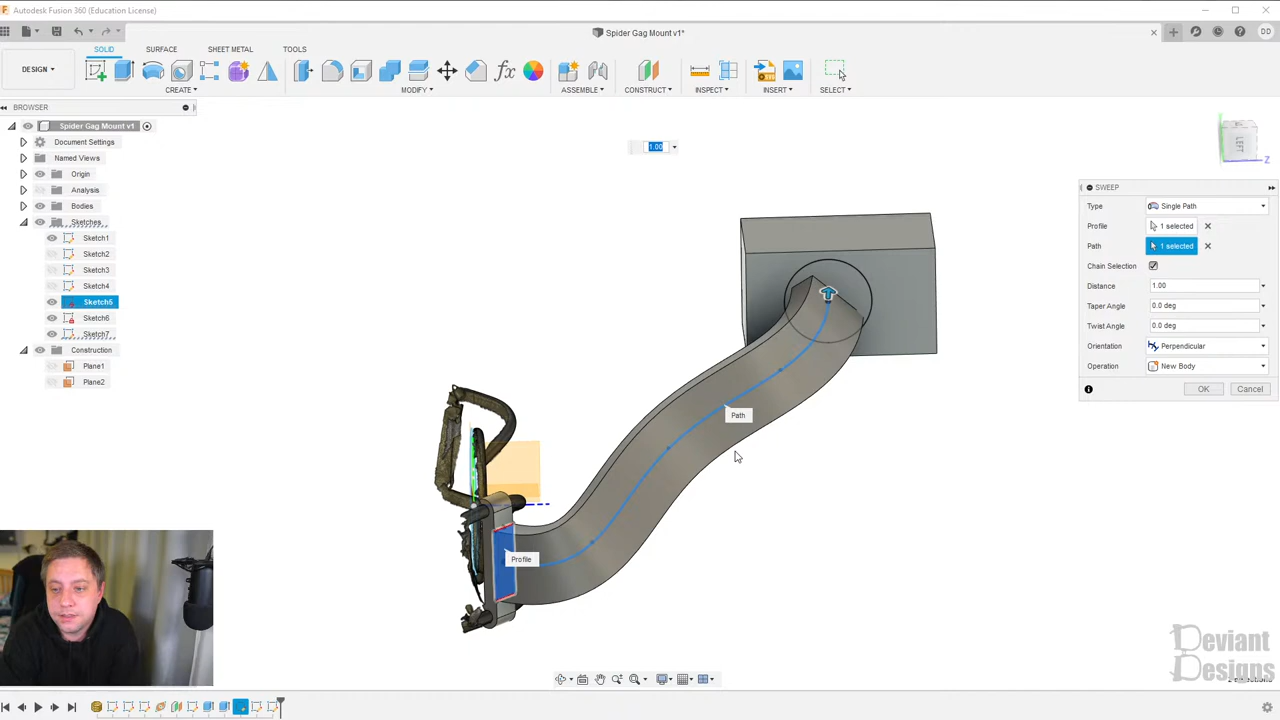 Autodesk Fusion 360 (Education License)
Spider Gag Mount v1*
DD
SOLID SURFACE SHEET METAL TOOLS
DESIGN
CREATE MODIFY ASSEMBLE CONSTRUCT INSPECT INSERT SELECT
BROWSER
Spider Gag Mount v1
Document Settings
Named Views
Origin
Analysis
Bodies
Sketches
Sketch1
Sketch2
Sketch3
Sketch4
Sketch5
Sketch6
Sketch7
Construction
Plane1
Plane2
1.00
LEFT
Z
SWEEP
Type Single Path
Profile 1 selected
Path 1 selected
Chain Selection
Distance 1.00
Taper Angle 0.0 deg
Twist Angle 0.0 deg
Orientation Perpendicular
Operation New Body
OK Cancel
Path
Profile
Deviant
Designs